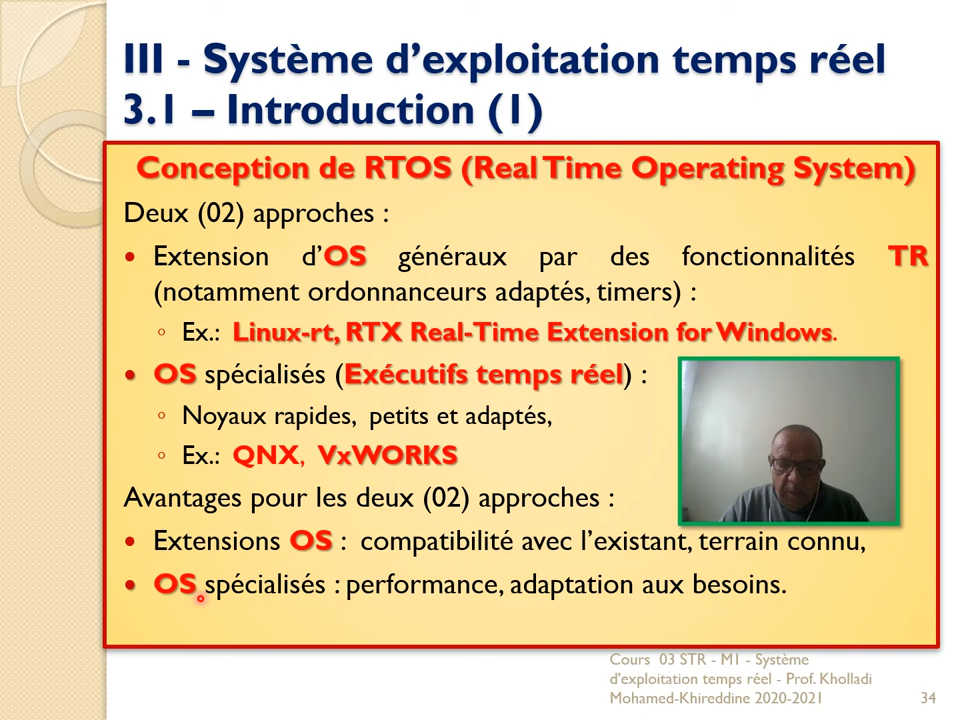 III - Système d’exploitation temps réel
3.1 – Introduction (1)
Conception de RTOS (Real Time Operating System)
Deux (02) approches :
• Extension d’OS généraux par des fonctionnalités TR
(notamment ordonnanceurs adaptés, timers) :
◦ Ex.: Linux-rt, RTX Real-Time Extension for Windows.
• OS spécialisés (Exécutifs temps réel) :
◦ Noyaux rapides, petits et adaptés,
◦ Ex.: QNX, VxWORKS
Avantages pour les deux (02) approches :
• Extensions OS : compatibilité avec l’existant, terrain connu,
• OS spécialisés : performance, adaptation aux besoins.
Cours 03 STR - M1 - Système
d'exploitation temps réel - Prof. Kholladi
Mohamed-Khireddine 2020-2021
34